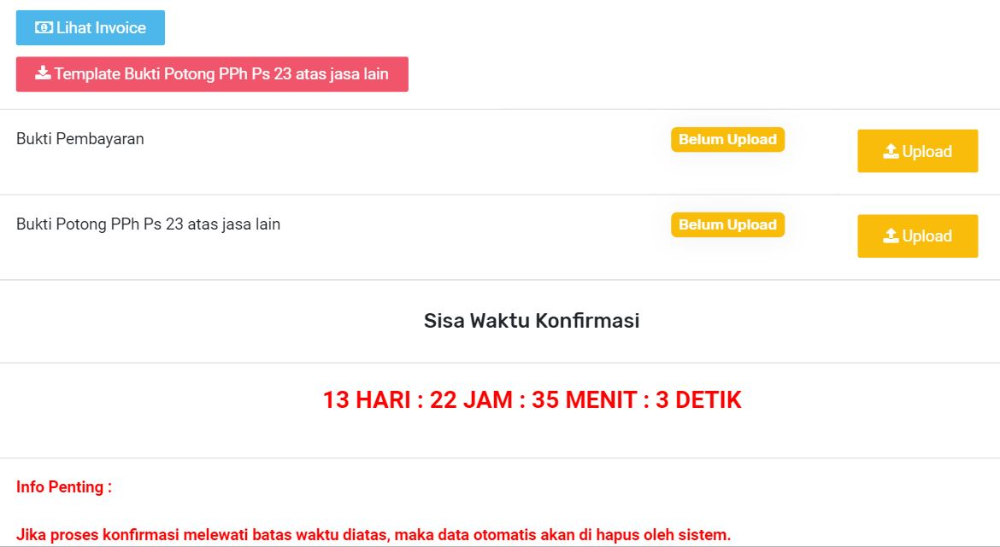 Lihat Invoice
Template Bukti Potong PPh Ps 23 atas jasa lain
Bukti Pembayaran
Belum Upload
Upload
Bukti Potong PPh Ps 23 atas jasa lain
Belum Upload
Upload
Sisa Waktu Konfirmasi
13 HARI : 22 JAM : 35 MENIT : 3 DETIK
Info Penting :
Jika proses konfirmasi melewati batas waktu diatas, maka data otomatis akan di hapus oleh sistem.